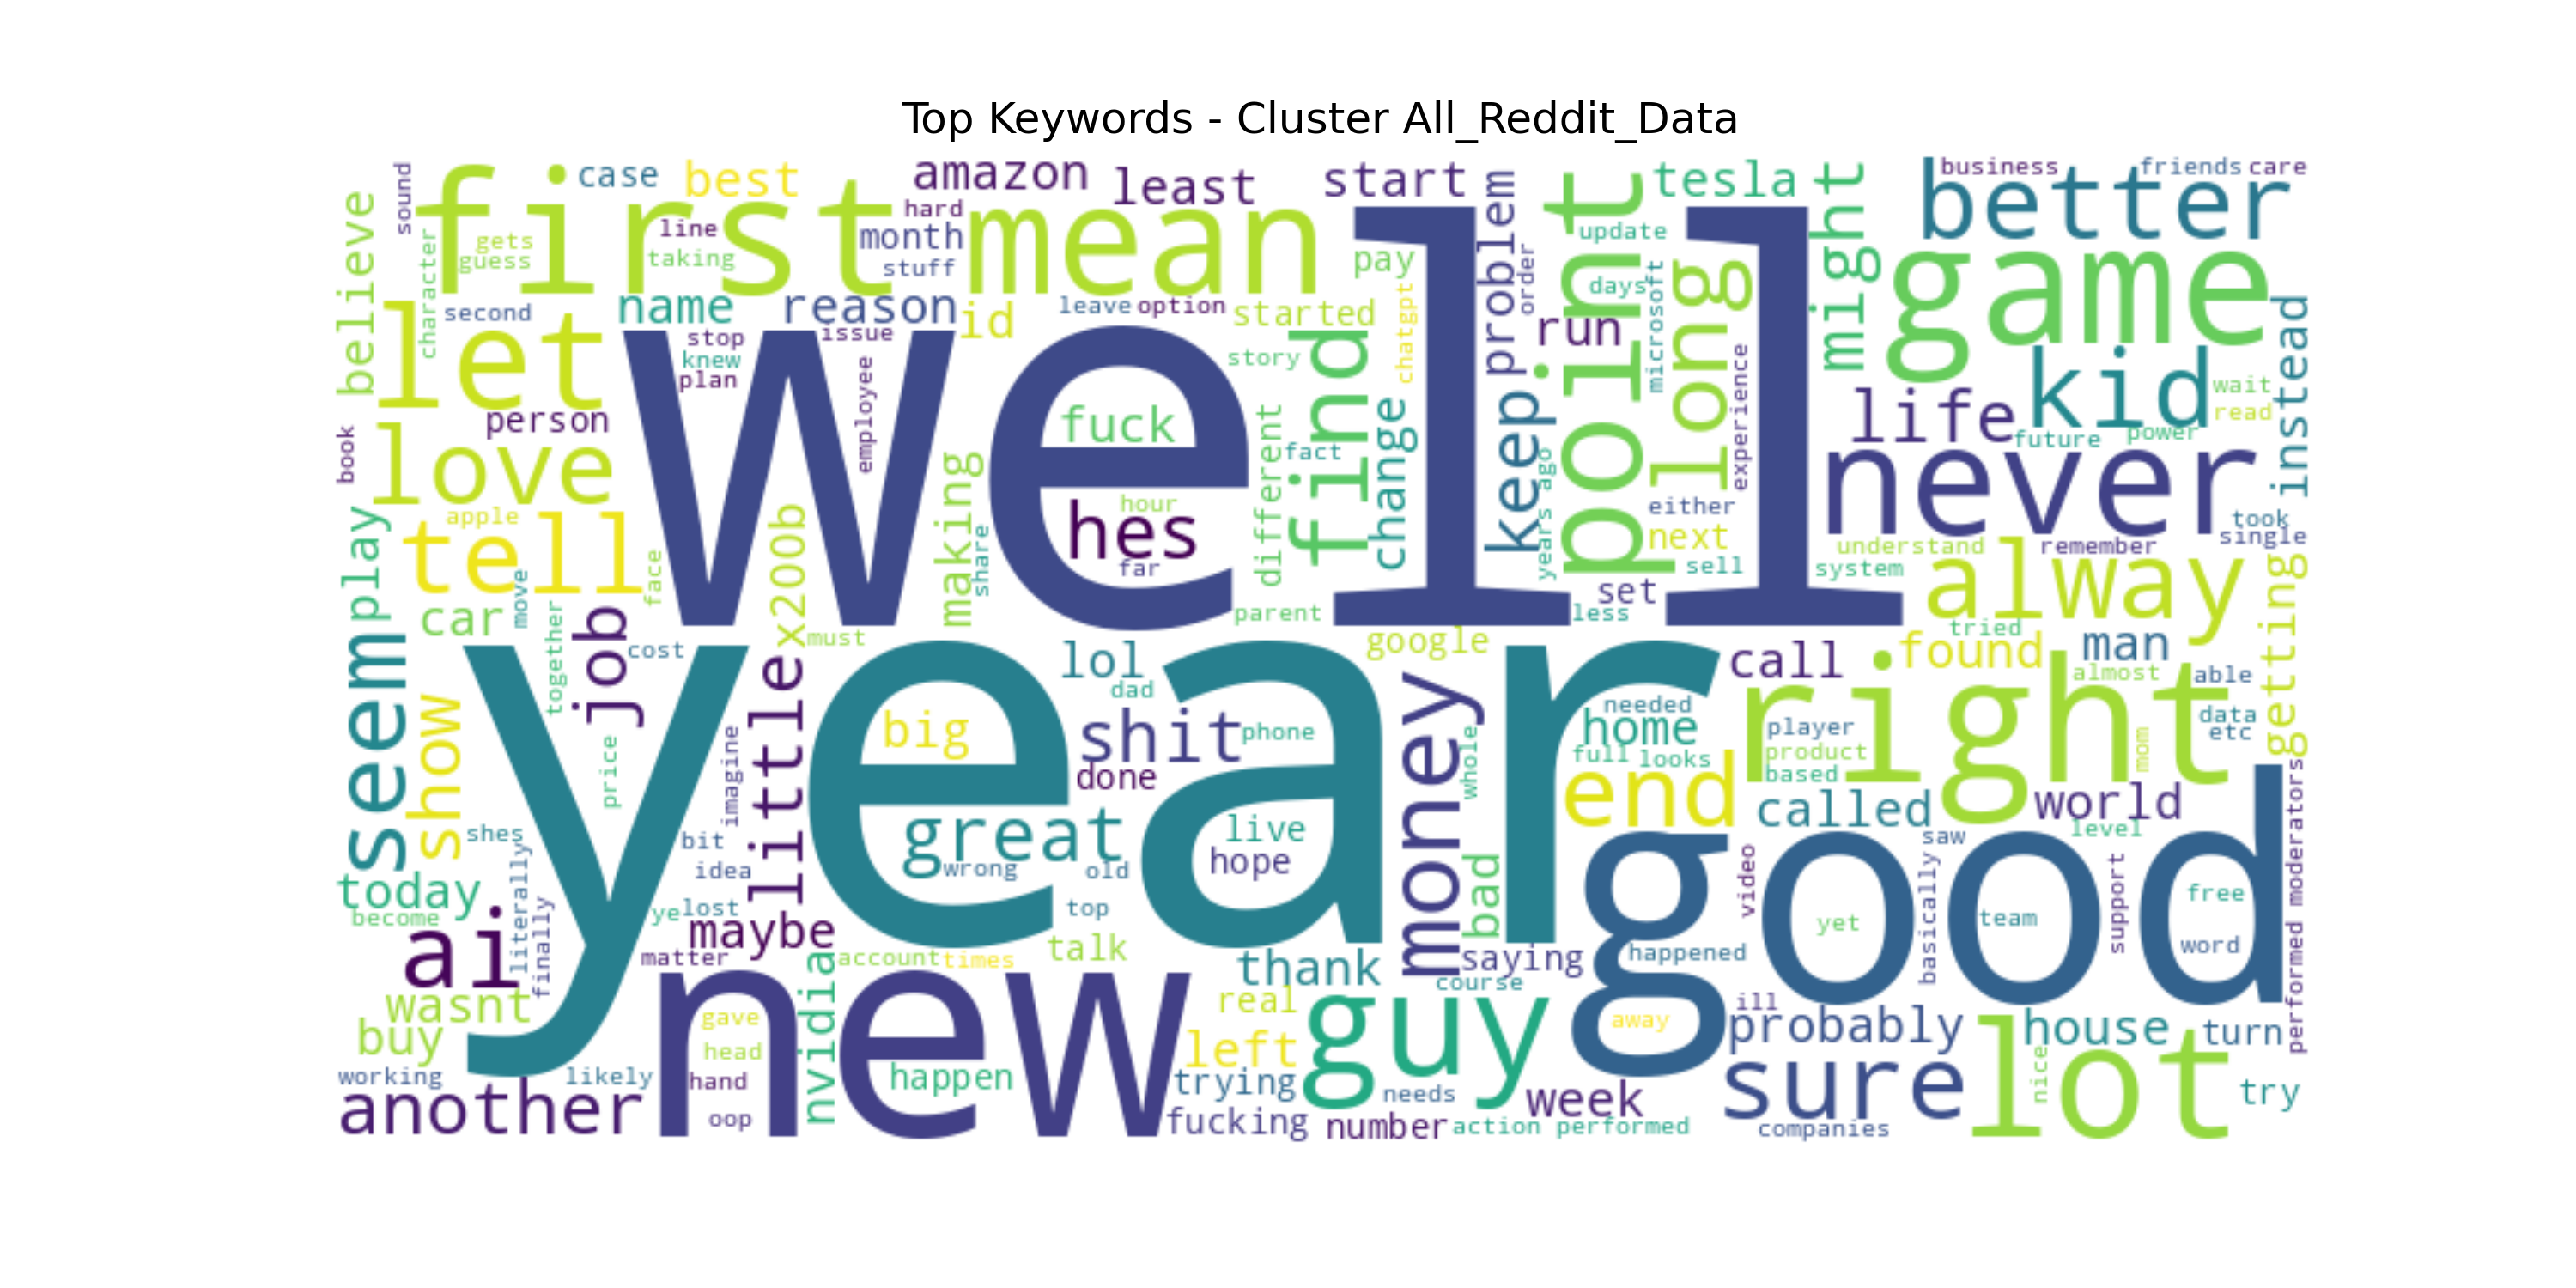 Top Keywords - Cluster All_Reddit_Data
sound
case
best
amazon
least
start
problem
point
tesla
might
business
friends
care
better
believe
first
gets
guess
character
line
taking
hard
month
stuff
mean
pay
order
update
days
microsoft
long
game
let
second
name
reason
id
leave
option
started
stop
knew
plan
issue
employee
well
story
find
chatgpt
run
experience
kid
wait
read
instead
life
future
power
person
book
love
fuck
fact
change
keep
years ago
either
next
sell
never
took
single
apple
tell
x200b
making
share
hour
hes
far
different
understand
remember
system
play
face
move
car
parent
set
less
alway
getting
seem
together
job
cost
must
little
lol
dad
google
call
tried
found
man
almost
able
show
price
imagine
year
big
shit
phone
done
money
whole
needed
home
full
looks
end
right
player
product
based
mom
data
etc
called
world
level
shes
literally
bit
idea
great
wrong
old
live
hope
bad
video
saw
basically
support
performed moderators
today
become
ai
finally
ye
lost
maybe
matter
top
talk
account
times
thank
saying
course
good
happened
yet
team
free
word
wasnt
buy
new
gave
head
hand
oop
nvidia
happen
real
left
guy
away
ill
probably
house
turn
working
likely
another
trying
fucking
needs
number
week
action performed
sure
companies
lot
nice
try